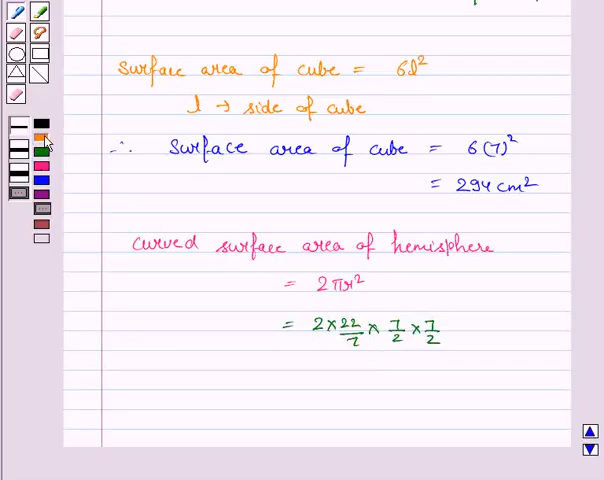 Surface area of cube = 6l²
l → side of cube
∴ Surface area of cube = 6(7)²
= 294 cm²
curved surface area of hemisphere
= 2πr²
= 2 × 22/7 × 7/2 × 7/2